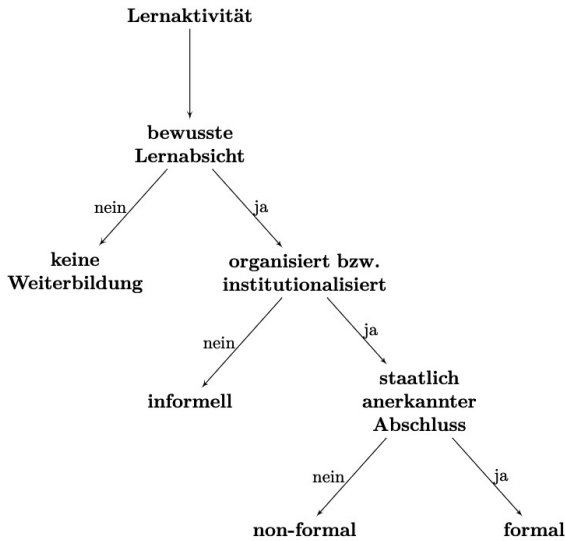 Lernaktivität
bewusste
Lernabsicht
nein
ja
keine
Weiterbildung
organisiert bzw.
institutionalisiert
nein
ja
informell
staatlich
anerkannter
Abschluss
nein
ja
non-formal
formal